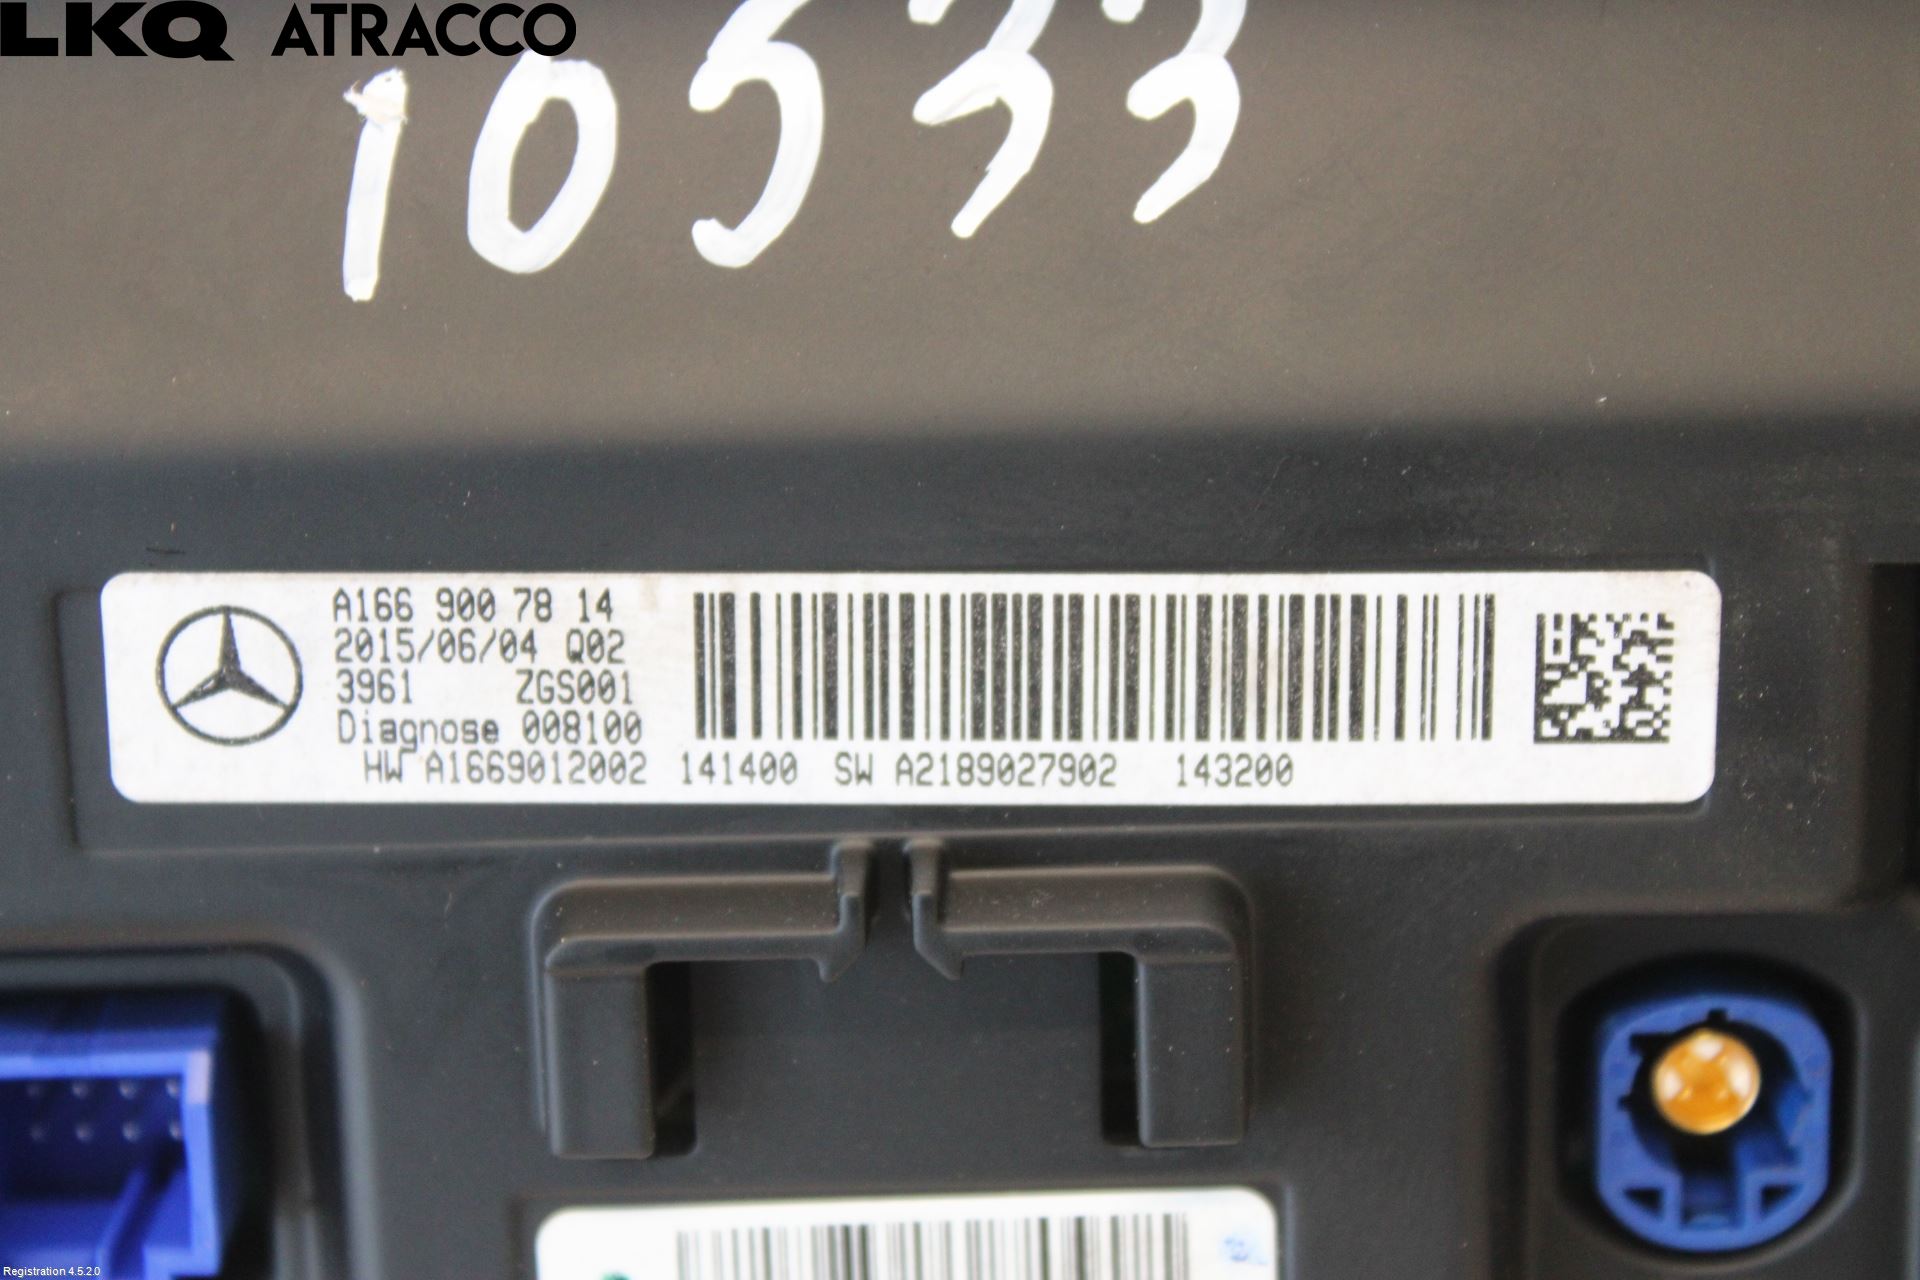 LKQ ATRACCO
10533
A166 900 78 14
2015/06/04 Q02
3961 ZGS001
Diagnose 008100
HW A1669012002 141400 SW A2189027902 143200
Registration 4.5.2.0